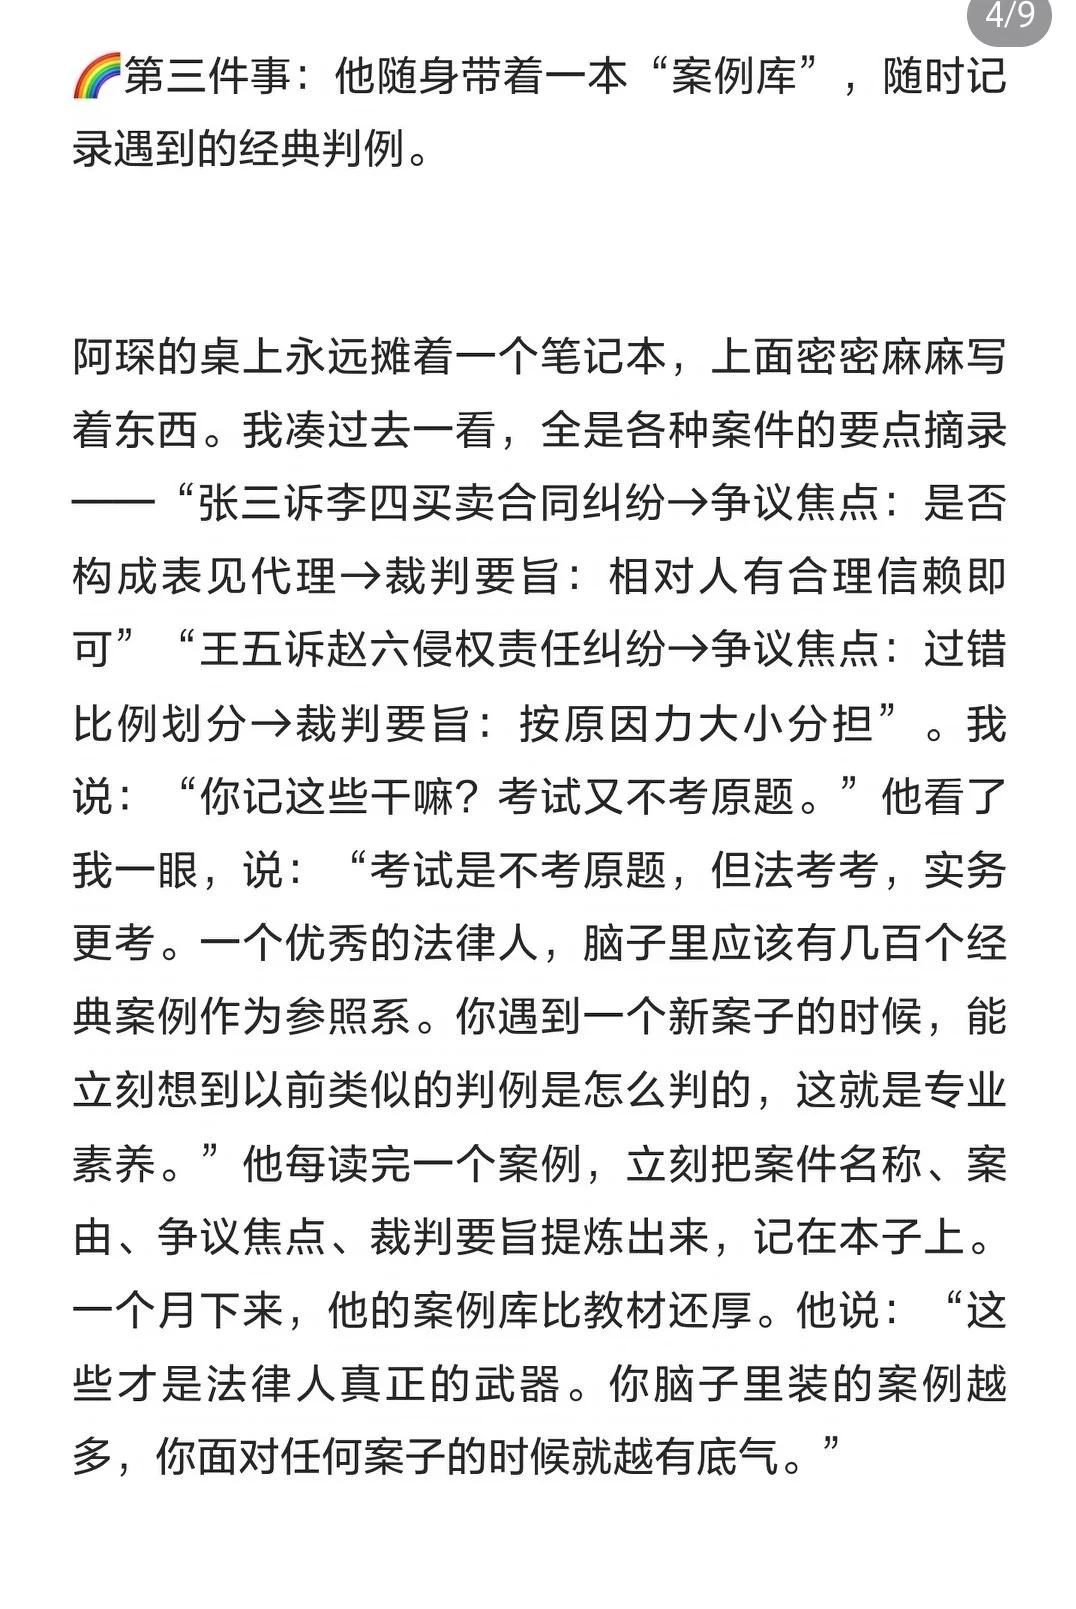 4/9
🌈第三件事：他随身带着一本“案例库”，随时记
录遇到的经典判例。
阿琛的桌上永远摊着一个笔记本，上面密密麻麻写
着东西。我凑过去一看，全是各种案件的要点摘录
——“张三诉李四买卖合同纠纷→争议焦点：是否
构成表见代理→裁判要旨：相对人有合理信赖即
可”“王五诉赵六侵权责任纠纷→争议焦点：过错
比例划分→裁判要旨：按原因力大小分担”。我
说：“你记这些干嘛？考试又不考原题。”他看了
我一眼，说：“考试是不考原题，但法考考，实务
更考。一个优秀的法律人，脑子里应该有几百个经
典案例作为参照系。你遇到一个新案子的时候，能
立刻想到以前类似的判例是怎么判的，这就是专业
素养。”他每读完一个案例，立刻把案件名称、案
由、争议焦点、裁判要旨提炼出来，记在本子上。
一个月下来，他的案例库比教材还厚。他说：“这
些才是法律人真正的武器。你脑子里装的案例越
多，你面对任何案子的时候就越有底气。”